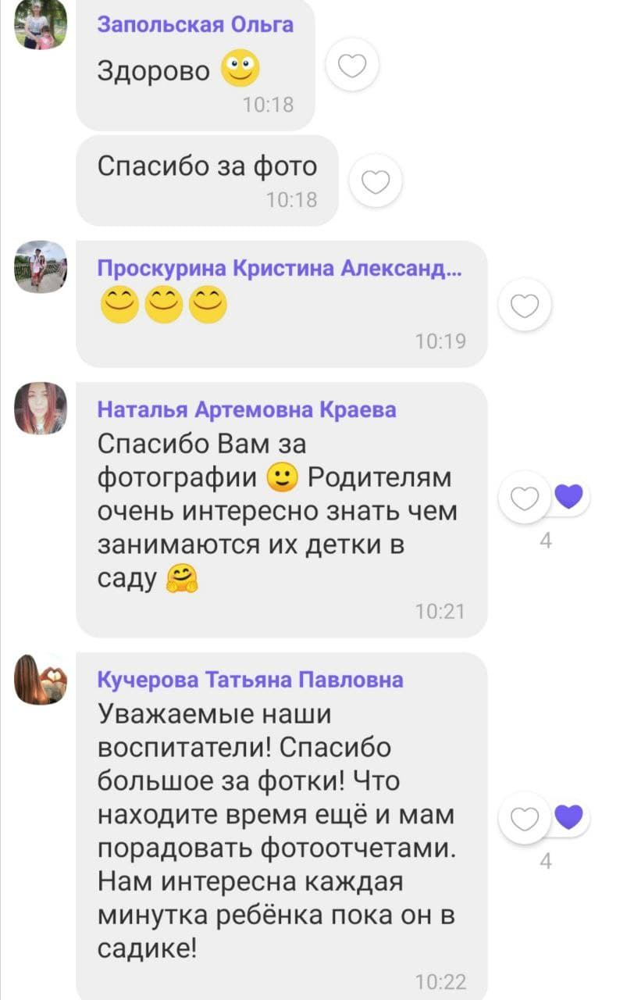 Запольская Ольга
Здорово
10:18
Спасибо за фото
10:18
Проскурина Кристина Александ...
10:19
Наталья Артемовна Краева
Спасибо Вам за
фотографии Родителям
очень интересно знать чем
занимаются их детки в
саду
10:21
4
Кучерова Татьяна Павловна
Уважаемые наши
воспитатели! Спасибо
большое за фотки! Что
находите время ещё и мам
порадовать фотоотчетами.
Нам интересна каждая
минутка ребёнка пока он в
садике!
10:22
4